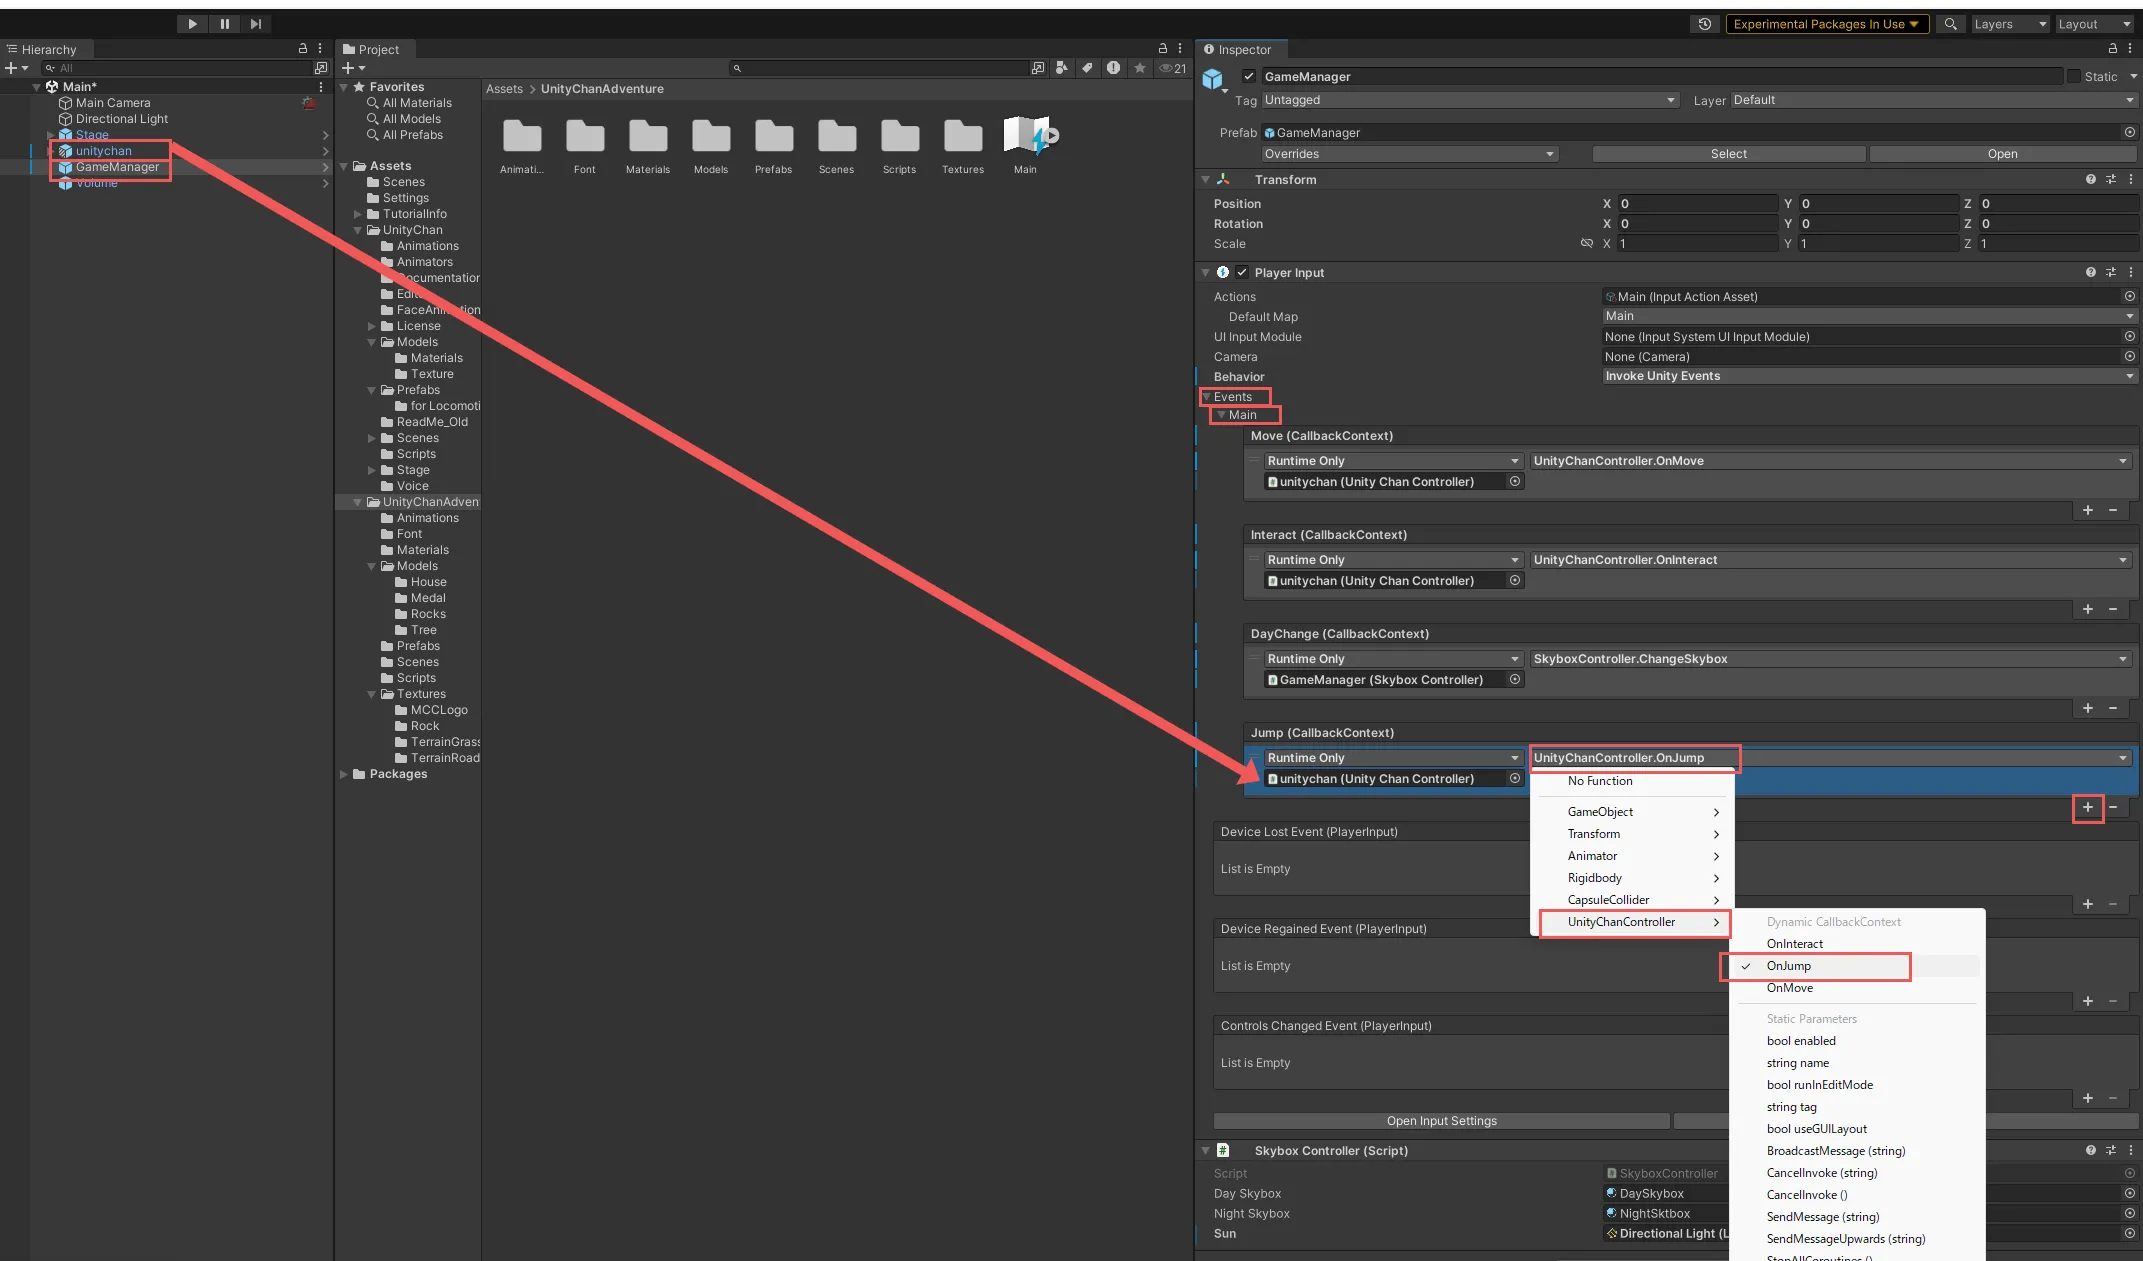 Experimental Packages In Use
Layers
Layout
Hierarchy
All
Main*
Main Camera
Directional Light
Stage
unitychan
GameManager
Volume
Project
21
Favorites
All Materials
All Models
All Prefabs
Assets
Scenes
Settings
TutorialInfo
UnityChan
Animations
Animators
Documentation
FaceAnimation
License
Models
Materials
Texture
Prefabs
for Locomoti
ReadMe_Old
Scenes
Scripts
Stage
Voice
UnityChanAdven
Animations
Font
Materials
Models
House
Medal
Rocks
Tree
Prefabs
Scenes
Scripts
Textures
MCCLogo
Rock
TerrainGrass
TerrainRoad
Packages
Assets > UnityChanAdventure
Animati...
Font
Materials
Models
Prefabs
Scenes
Scripts
Textures
Main
Inspector
GameManager
Static
Tag Untagged
Layer Default
Prefab GameManager
Overrides
Select
Open
Transform
Position X 0 Y 0 Z 0
Rotation X 0 Y 0 Z 0
Scale X 1 Y 1 Z 1
Player Input
Actions Main (Input Action Asset)
Default Map Main
UI Input Module None (Input System UI Input Module)
Camera None (Camera)
Behavior Invoke Unity Events
Events
Main
Move (CallbackContext)
Runtime Only UnityChanController.OnMove
unitychan (Unity Chan Controller)
+ -
Interact (CallbackContext)
Runtime Only UnityChanController.OnInteract
unitychan (Unity Chan Controller)
+ -
DayChange (CallbackContext)
Runtime Only SkyboxController.ChangeSkybox
GameManager (Skybox Controller)
+ -
Jump (CallbackContext)
Runtime Only UnityChanController.OnJump
unitychan (Unity Chan Controller)
+ -
No Function
GameObject
Transform
Animator
Rigidbody
CapsuleCollider
UnityChanController
Dynamic CallbackContext
OnInteract
OnJump
OnMove
Static Parameters
bool enabled
string name
bool runInEditMode
string tag
bool useGUILayout
BroadcastMessage (string)
CancelInvoke (string)
CancelInvoke ()
SendMessage (string)
SendMessageUpwards (string)
StopAllCoroutines ()
Device Lost Event (PlayerInput)
List is Empty
+ -
Device Regained Event (PlayerInput)
List is Empty
+ -
Controls Changed Event (PlayerInput)
List is Empty
+ -
Open Input Settings
Skybox Controller (Script)
Script SkyboxController
Day Skybox DaySkybox
Night Skybox NightSktbox
Sun Directional Light (L